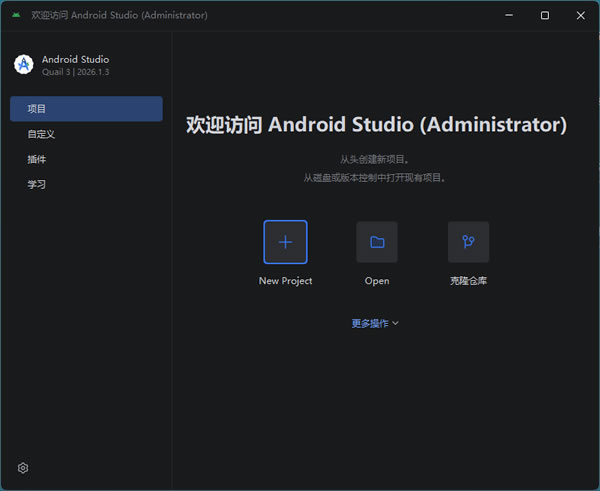 欢迎访问 Android Studio (Administrator)
Android Studio
Quail 3 | 2026.1.3
项目
自定义
插件
学习
欢迎访问 Android Studio (Administrator)
从头创建新项目。
从磁盘或版本控制中打开现有项目。
New Project
Open
克隆仓库
更多操作